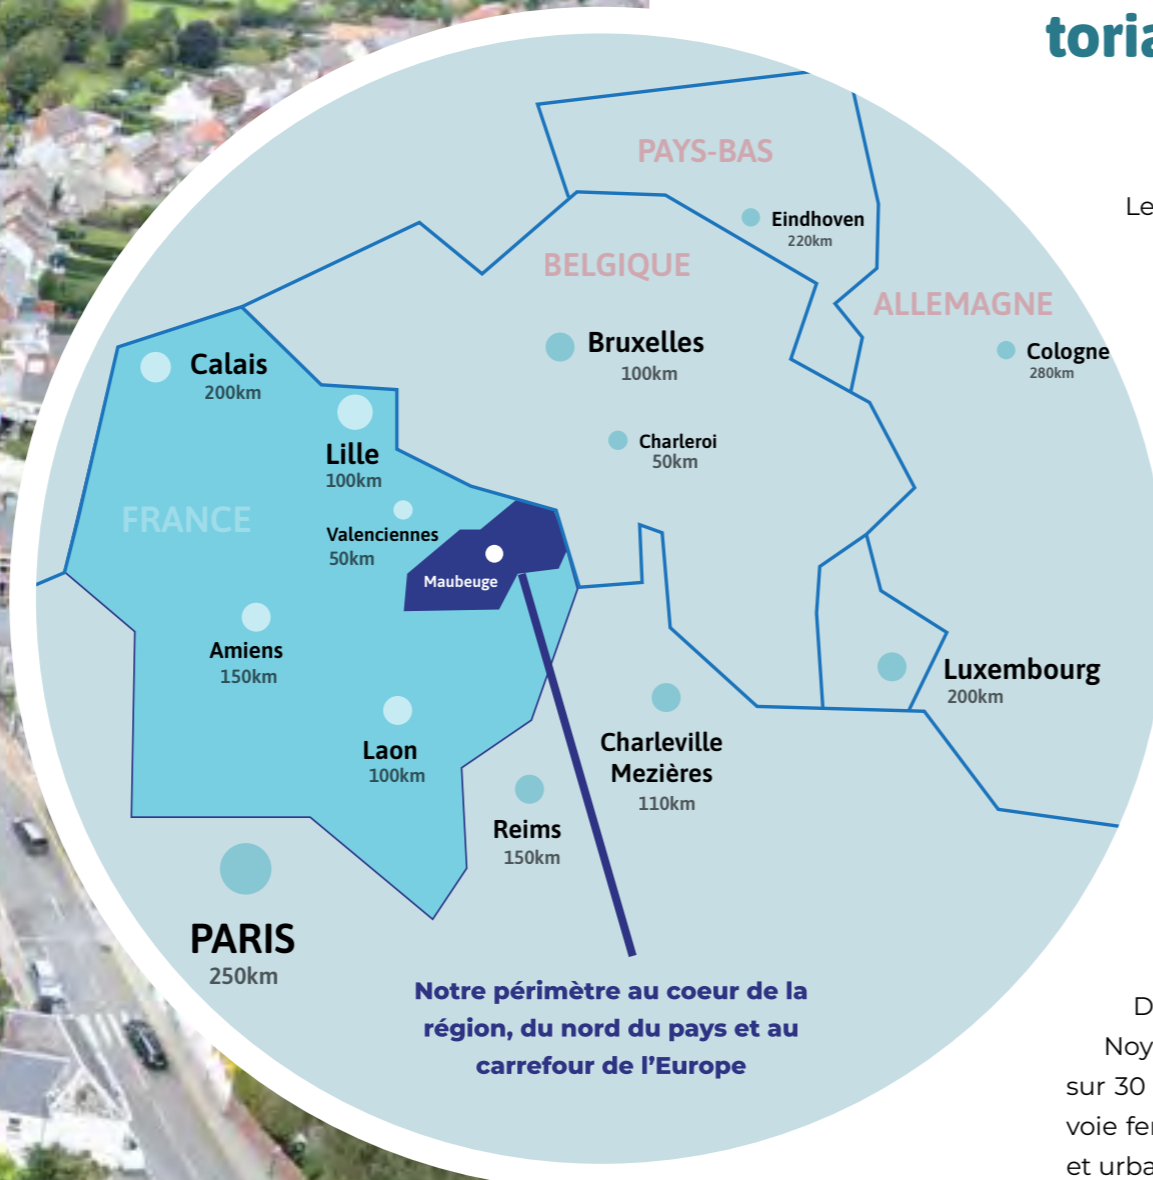 toria
Le
PAYS-BAS
Eindhoven
220km
BELGIQUE
ALLEMAGNE
Bruxelles
100km
Cologne
280km
Calais
200km
Lille
100km
Charleroi
50km
FRANCE
Valenciennes
50km
Maubeuge
Amiens
150km
Luxembourg
200km
Laon
100km
Charleville
Mezières
110km
Reims
150km
PARIS
250km
Notre périmètre au coeur de la
région, du nord du pays et au
carrefour de l’Europe
D
Noy
sur 30
voie fer
et urba